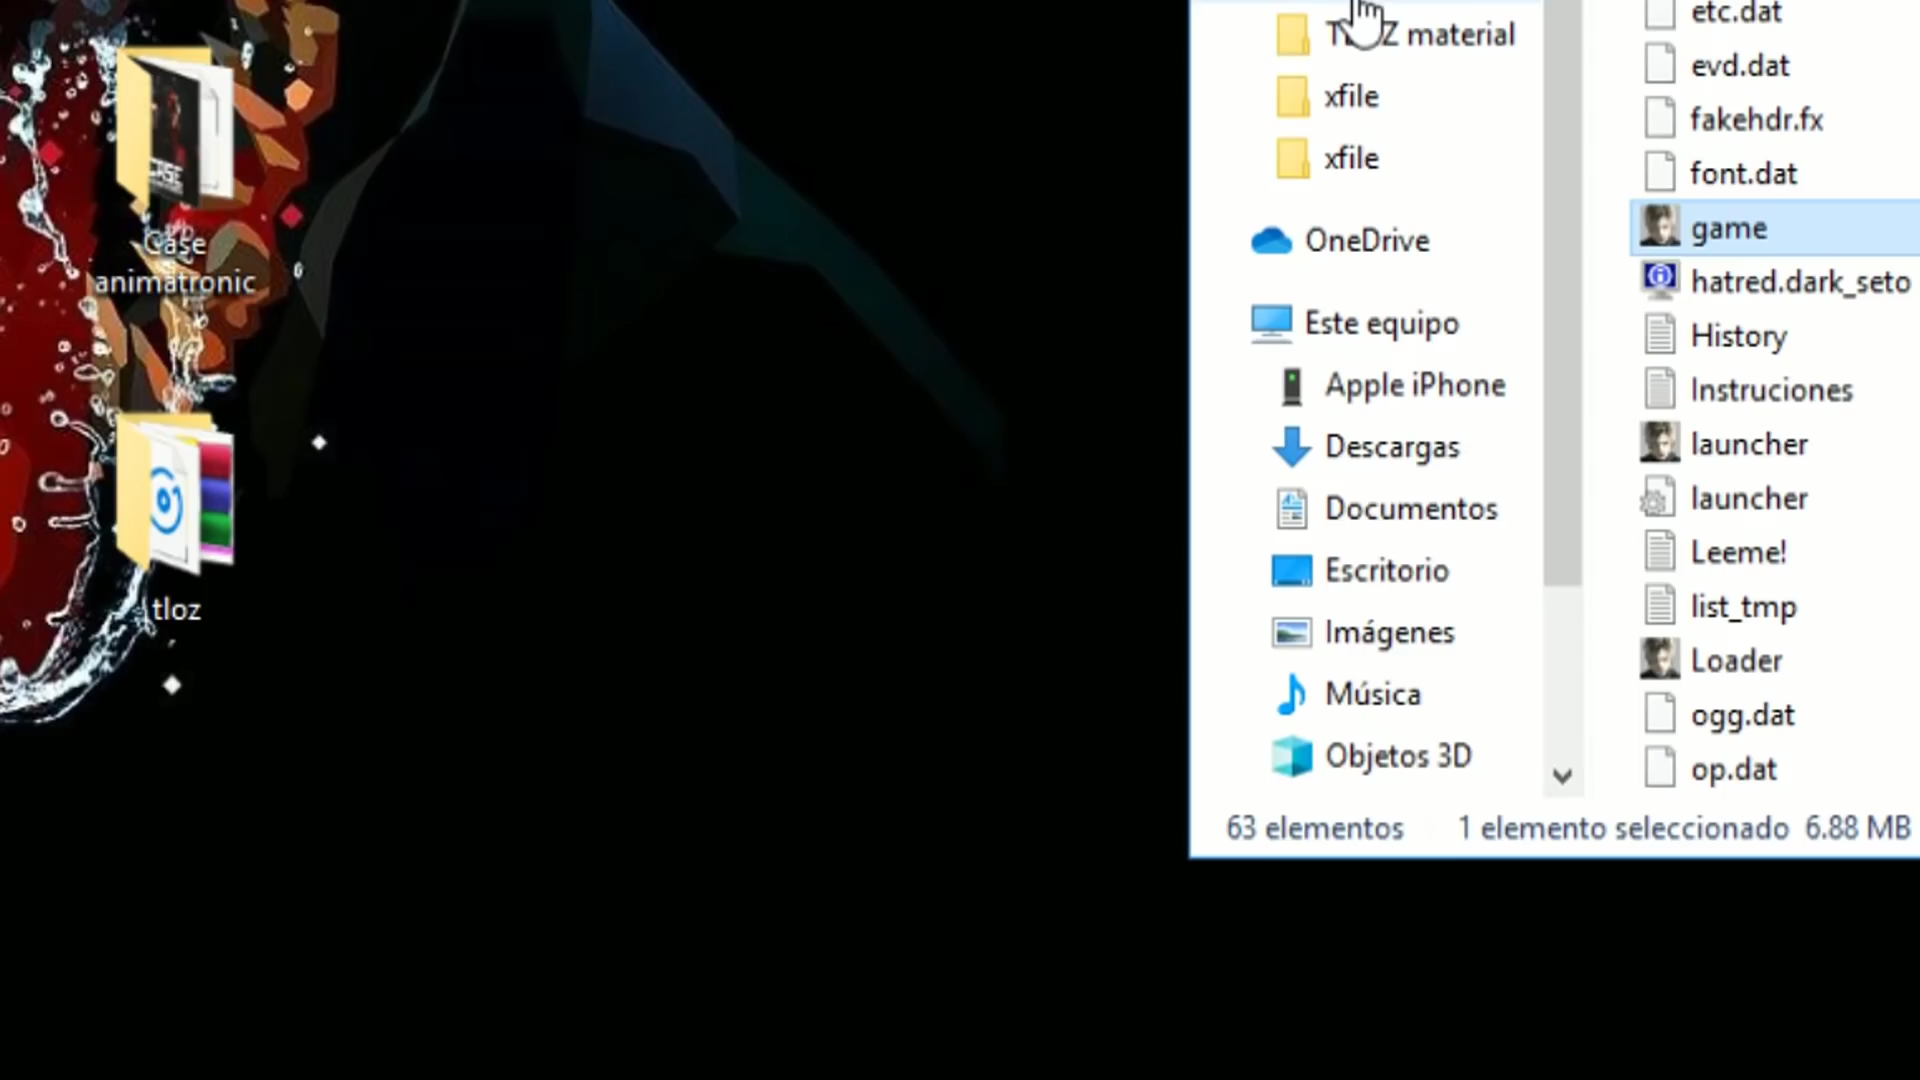 CASE
Case
animatronic
tloz
Z material
xfile
xfile
OneDrive
Este equipo
Apple iPhone
Descargas
Documentos
Escritorio
Imágenes
Música
Objetos 3D
etc.dat
evd.dat
fakehdr.fx
font.dat
game
hatred.dark_seto
History
Instruciones
launcher
launcher
Leeme!
list_tmp
Loader
ogg.dat
op.dat
63 elementos
1 elemento seleccionado 6.88 MB